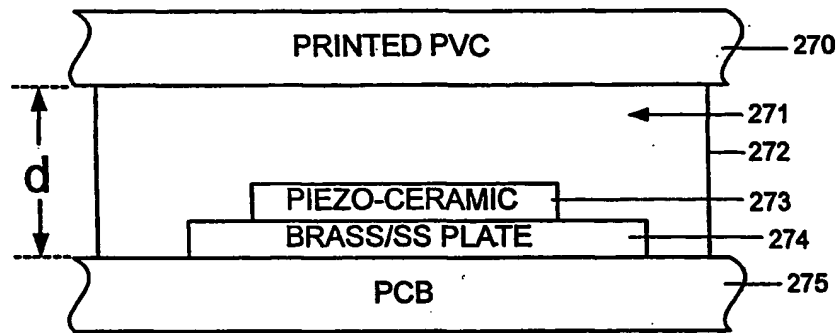 PRINTED PVC
270
271
272
d
PIEZO-CERAMIC
273
BRASS/SS PLATE
274
PCB
275